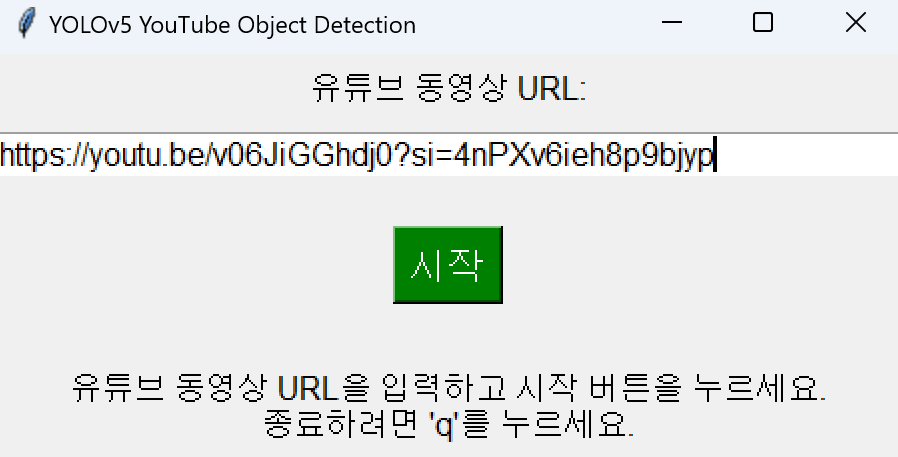 YOLOv5 YouTube Object Detection
유튜브 동영상 URL:
https://youtu.be/v06JiGGhdj0?si=4nPXv6ieh8p9bjyp
시작
유튜브 동영상 URL을 입력하고 시작 버튼을 누르세요.
종료하려면 'q'를 누르세요.